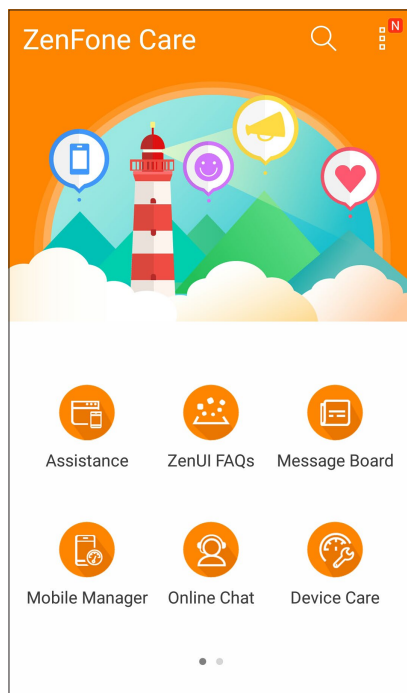 ZenFone Care
N
Assistance
ZenUI FAQs
Message Board
Mobile Manager
Online Chat
Device Care